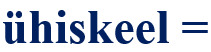 ühiskeel =